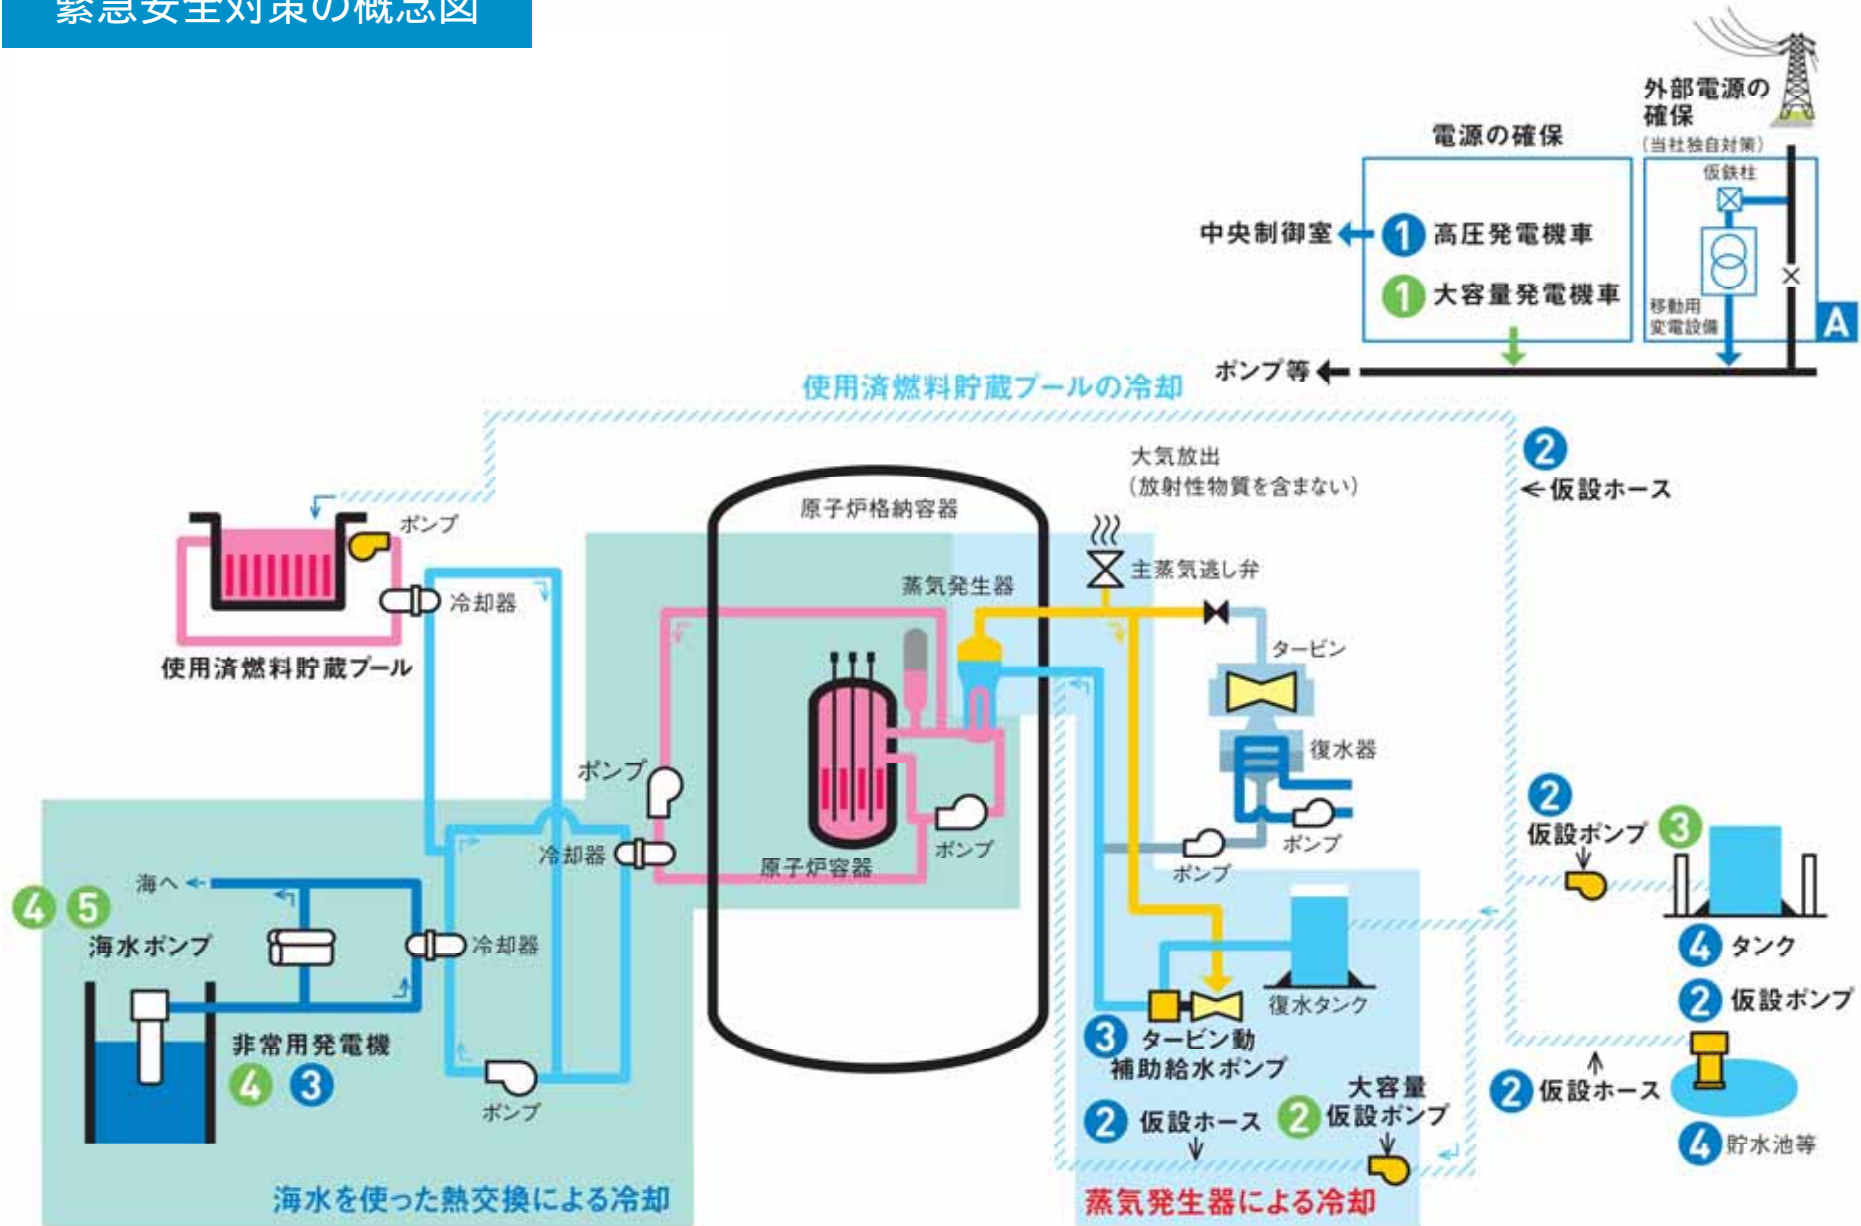 緊急安全対策の概念図
外部電源の
確保
(当社独自対策)
仮鉄柱
移動用
変電設備
A
電源の確保
中央制御室
1 高圧発電機車
1 大容量発電機車
ポンプ等
使用済燃料貯蔵プールの冷却
2
仮設ホース
大気放出
(放射性物質を含まない)
原子炉格納容器
ポンプ
冷却器
使用済燃料貯蔵プール
蒸気発生器
主蒸気逃し弁
タービン
復水器
ポンプ
ポンプ
ポンプ
冷却器
原子炉容器
ポンプ
2
仮設ポンプ
3
4 タンク
2 仮設ポンプ
海へ
4 5
海水ポンプ
冷却器
非常用発電機
4 3
ポンプ
復水タンク
3 タービン動
補助給水ポンプ
2 仮設ホース
大容量
2 仮設ポンプ
2 仮設ホース
4 貯水池等
海水を使った熱交換による冷却
蒸気発生器による冷却